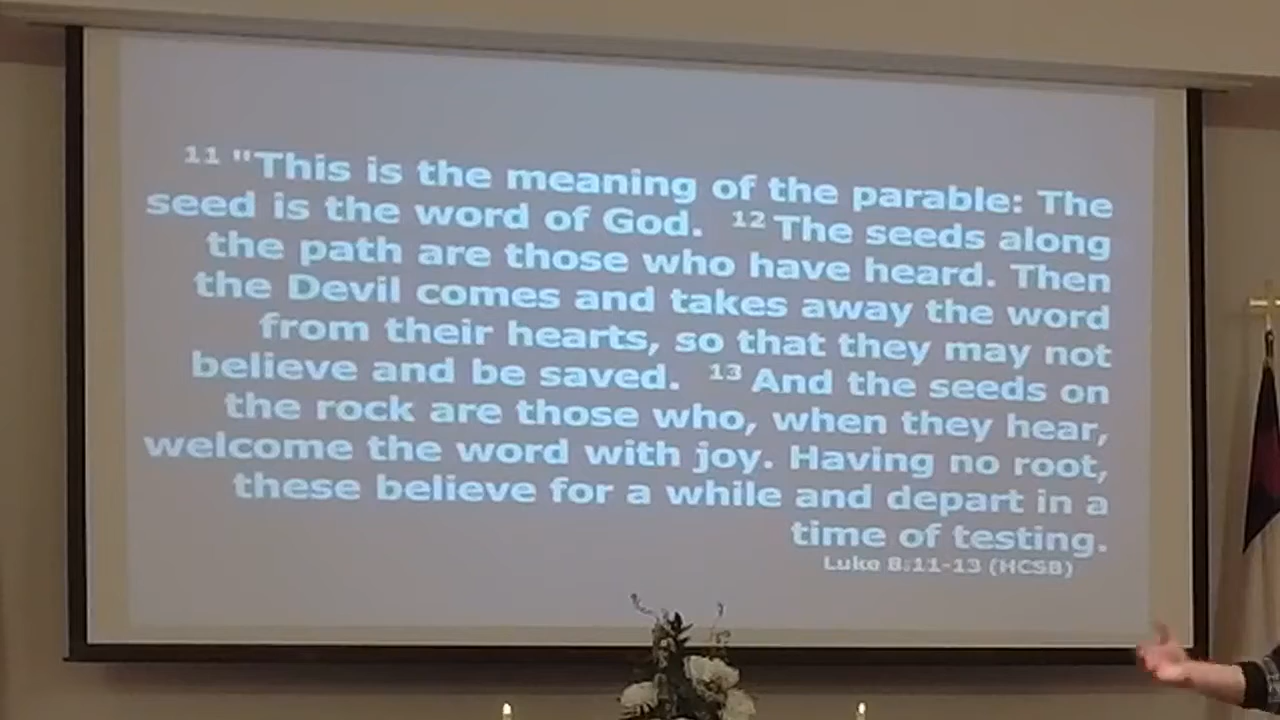 11 "This is the meaning of the parable: The
seed is the word of God. 12 The seeds along
the path are those who have heard. Then
the Devil comes and takes away the word
from their hearts, so that they may not
believe and be saved. 13 And the seeds on
the rock are those who, when they hear,
welcome the word with joy. Having no root,
these believe for a while and depart in a
time of testing.
Luke 8:11-13 (HCSB)